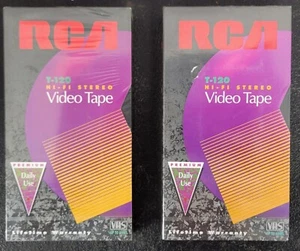 RCA
T-120
HI-FI STEREO
Video Tape
PREMIUM
Daily
Use
Lifetime Warranty
VHS
RCA
T-120
HI-FI STEREO
Video Tape
PREMIUM
Daily
Use
Lifetime Warranty
VHS